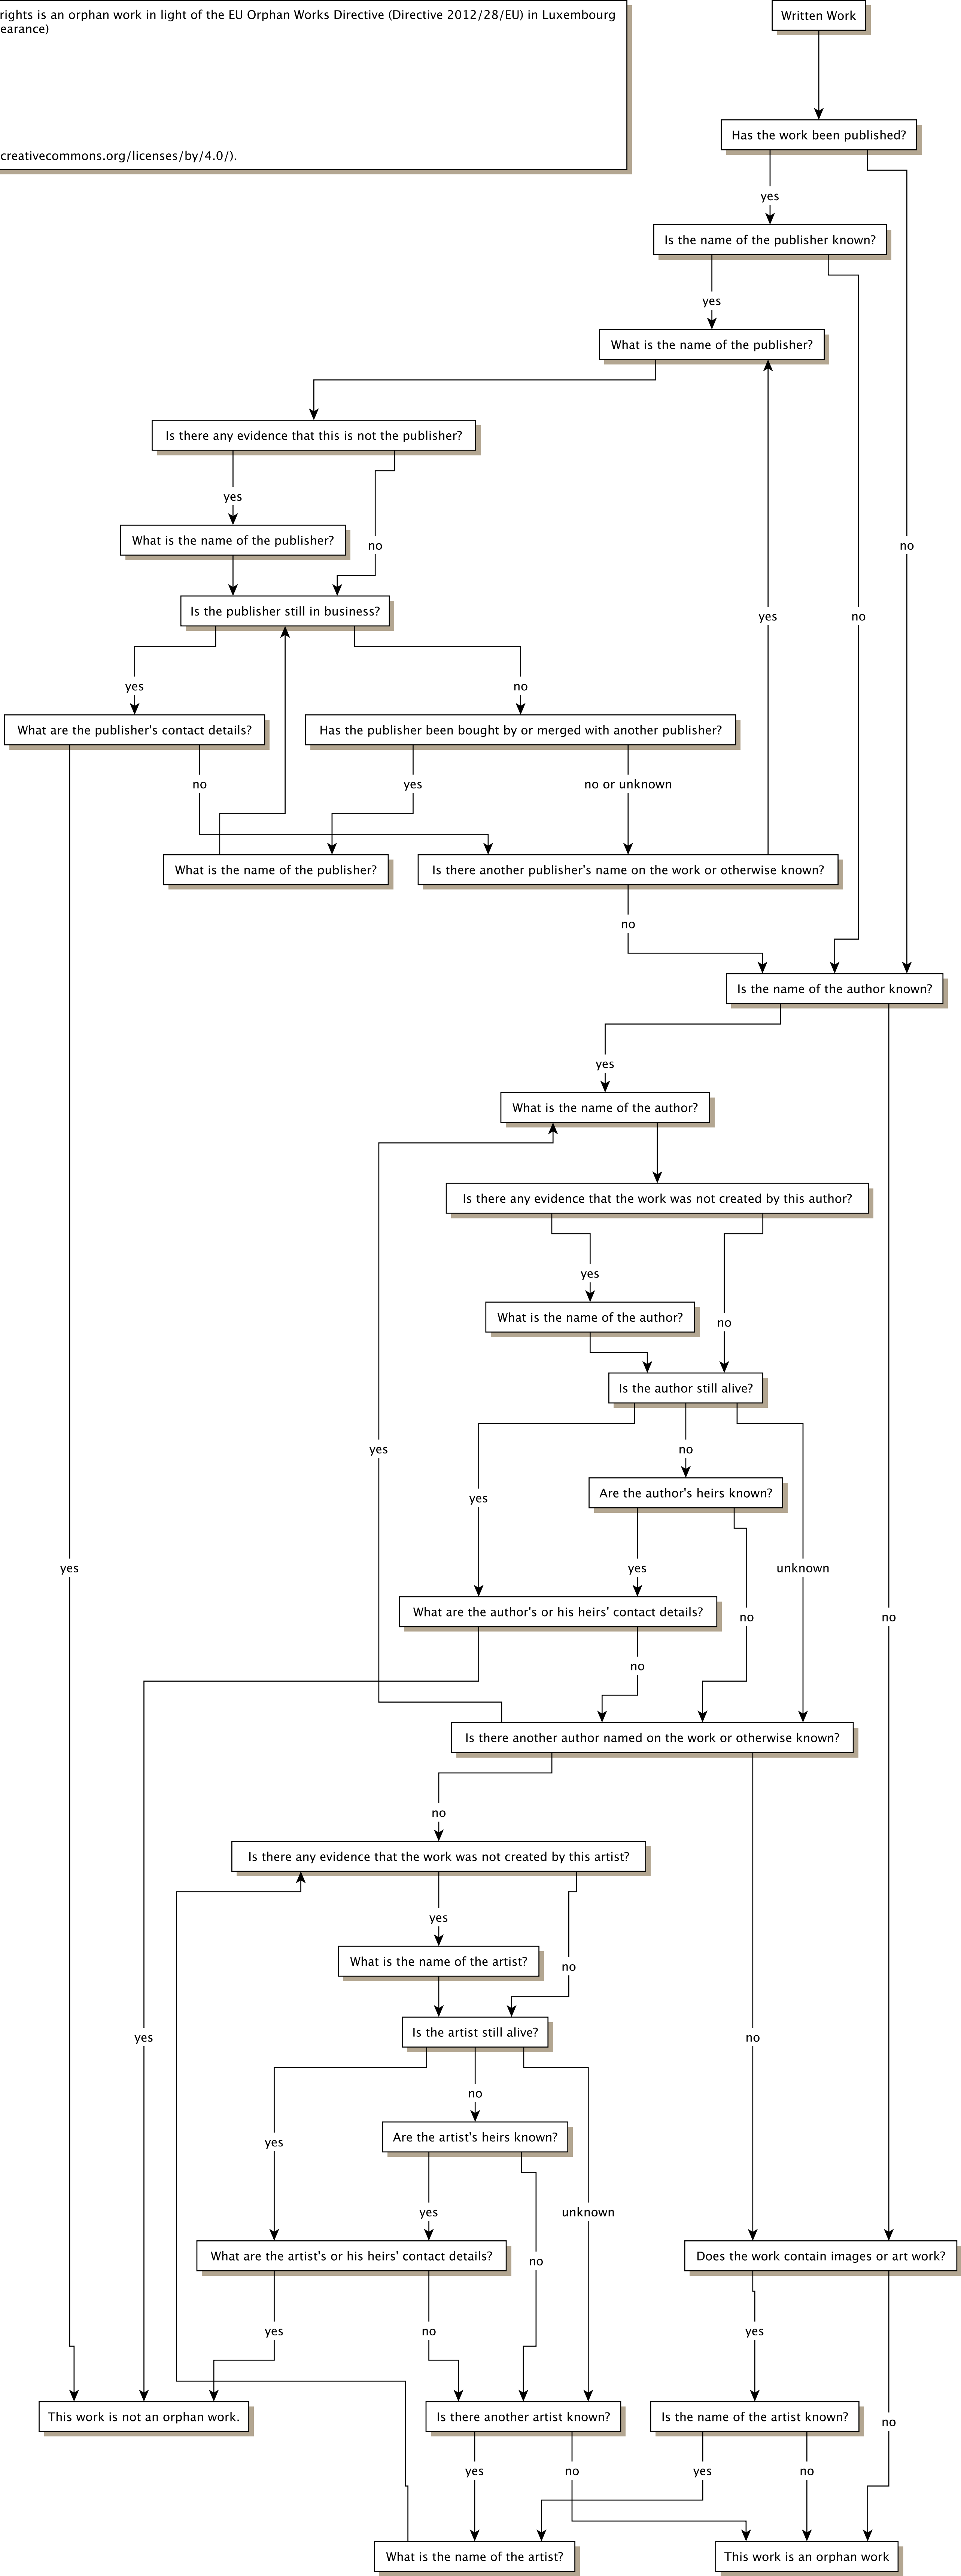 rights is an orphan work in light of the EU Orphan Works Directive (Directive 2012/28/EU) in Luxembourg
earance)
creativecommons.org/licenses/by/4.0/).
Written Work
Has the work been published?
yes
Is the name of the publisher known?
yes
What is the name of the publisher?
Is there any evidence that this is not the publisher?
yes
What is the name of the publisher?
no
no
Is the publisher still in business?
yes
no
yes
no
What are the publisher's contact details?
Has the publisher been bought by or merged with another publisher?
no
yes
no or unknown
What is the name of the publisher?
Is there another publisher's name on the work or otherwise known?
no
Is the name of the author known?
yes
What is the name of the author?
Is there any evidence that the work was not created by this author?
yes
What is the name of the author?
no
Is the author still alive?
yes
no
Are the author's heirs known?
yes
yes
yes
unknown
What are the author's or his heirs' contact details?
no
no
no
Is there another author named on the work or otherwise known?
no
Is there any evidence that the work was not created by this artist?
yes
What is the name of the artist?
no
Is the artist still alive?
yes
no
no
Are the artist's heirs known?
yes
yes
unknown
What are the artist's or his heirs' contact details?
no
Does the work contain images or art work?
yes
no
yes
This work is not an orphan work.
Is there another artist known?
Is the name of the artist known?
no
yes
no
yes
no
What is the name of the artist?
This work is an orphan work